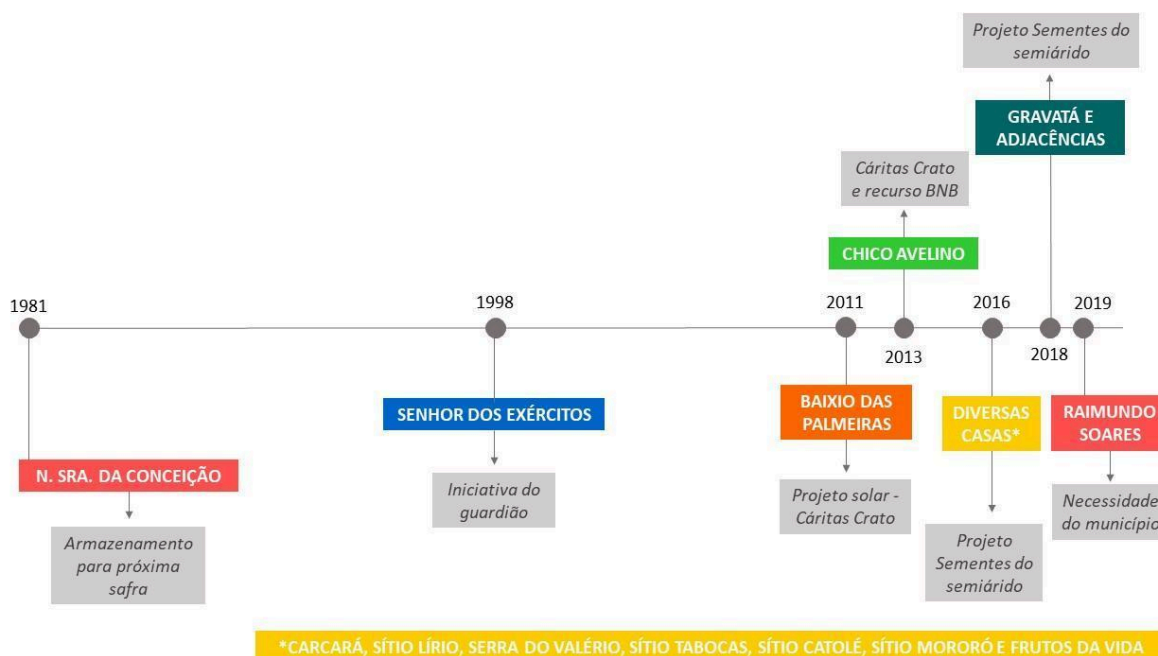 Projeto Sementes do
semiárido
GRAVATÁ E
ADJACÊNCIAS
Cáritas Crato
e recurso BNB
CHICO AVELINO
1981
1998
2011
2013
2016
2018
2019
N. SRA. DA CONCEIÇÃO
Armazenamento
para próxima
safra
SENHOR DOS EXÉRCITOS
Iniciativa do
guardião
BAIXIO DAS
PALMEIRAS
Projeto solar -
Cáritas Crato
DIVERSAS
CASAS*
Projeto
Sementes do
semiárido
RAIMUNDO
SOARES
Necessidade
do município
*CARCARÁ, SÍTIO LÍRIO, SERRA DO VALÉRIO, SÍTIO TABOCAS, SÍTIO CATOLÉ, SÍTIO MORORÓ E FRUTOS DA VIDA